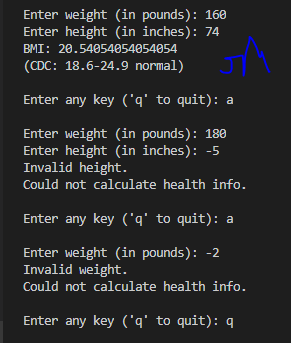 Enter weight (in pounds): 160
Enter height (in inches): 74
BMI: 20.54054054054054
(CDC: 18.6-24.9 normal)
Enter any key ('q' to quit): a
Enter weight (in pounds): 180
Enter height (in inches): -5
Invalid height.
Could not calculate health info.
Enter any key ('q' to quit): a
Enter weight (in pounds): -2
Invalid weight.
Could not calculate health info.
Enter any key ('q' to quit): q